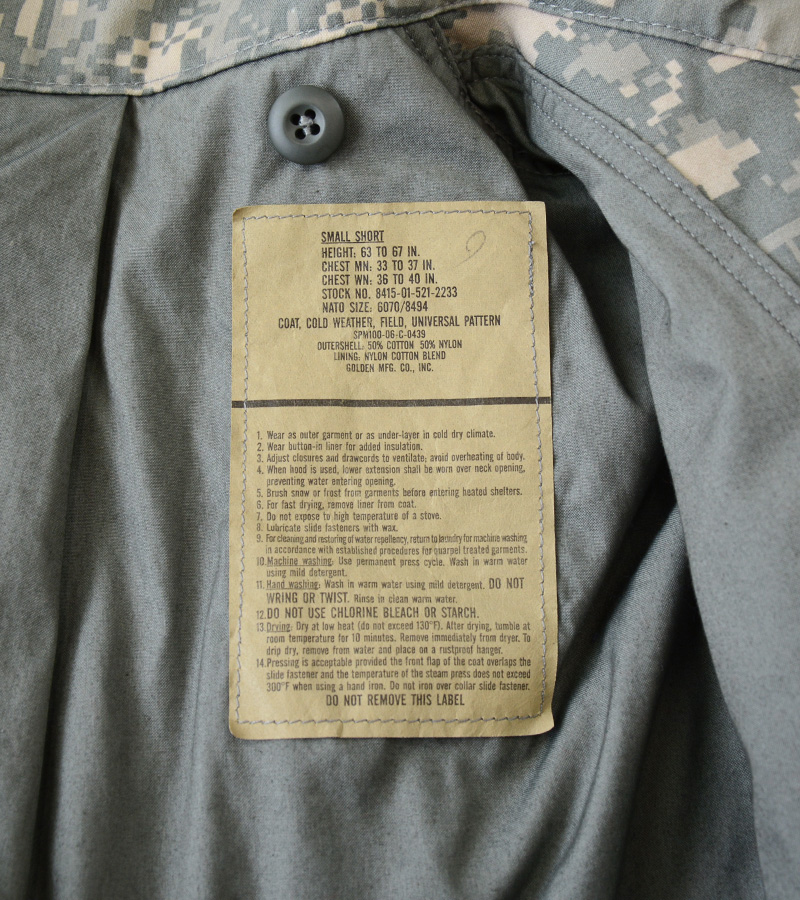 SMALL SHORT
HEIGHT: 63 TO 67 IN.
CHEST MN: 33 TO 37 IN.
CHEST WN: 36 TO 40 IN.
STOCK NO. 8415-01-521-2233
NATO SIZE: 6070/8494
COAT, COLD WEATHER, FIELD, UNIVERSAL PATTERN
SPM100-06-C-0439
OUTERSHELL: 50% COTTON 50% NYLON
LINING: NYLON COTTON BLEND
GOLDEN MFG. CO., INC.
1. Wear as outer garment or as under-layer in cold dry climate.
2. Wear button-in liner for added insulation.
3. Adjust closures and drawcords to ventilate; avoid overheating of body.
4. When hood is used, lower extension shall be worn over neck opening,
preventing water entering opening.
5. Brush snow or frost from garments before entering heated shelters.
6. For fast drying, remove liner from coat.
7. Do not expose to high temperature of a stove.
8. Lubricate slide fasteners with wax.
9. For cleaning and restoring of water repellency, return to laundry for machine washing
in accordance with established procedures for quarpel treated garments.
10. Machine washing: Use permanent press cycle. Wash in warm water
using mild detergent.
11. Hand washing: Wash in warm water using mild detergent. DO NOT
WRING OR TWIST. Rinse in clean warm water.
12. DO NOT USE CHLORINE BLEACH OR STARCH.
13. Drying: Dry at low heat (do not exceed 130°F). After drying, tumble at
room temperature for 10 minutes. Remove immediately from dryer. To
drip dry, remove from water and place on a rustproof hanger.
14. Pressing is acceptable provided the front flap of the coat overlaps the
slide fastener and the temperature of the steam press does not exceed
300°F when using a hand iron. Do not iron over collar slide fastener.
DO NOT REMOVE THIS LABEL